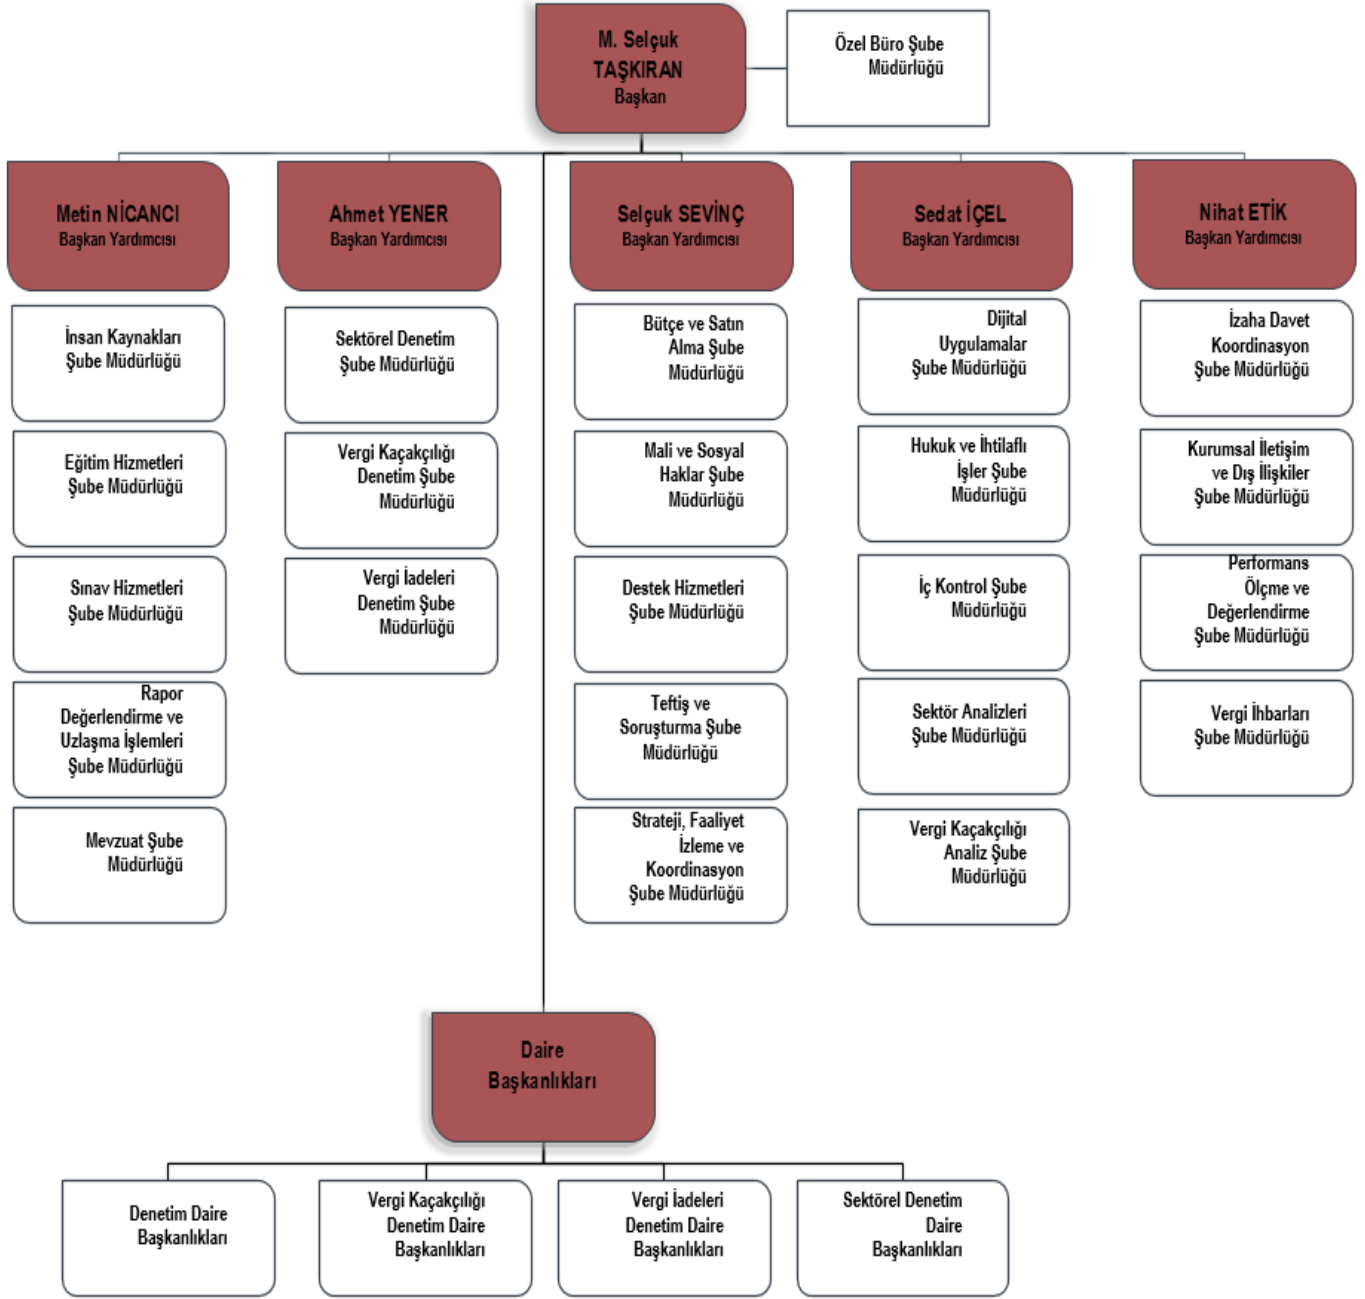 M. Selçuk
TAŞKIRAN
Başkan
Özel Büro Şube
Müdürlüğü
Metin NİCANCI
Başkan Yardımcısı
Ahmet YENER
Başkan Yardımcısı
Selçuk SEVİNÇ
Başkan Yardımcısı
Sedat İÇEL
Başkan Yardımcısı
Nihat ETİK
Başkan Yardımcısı
İnsan Kaynakları
Şube Müdürlüğü
Eğitim Hizmetleri
Şube Müdürlüğü
Sınav Hizmetleri
Şube Müdürlüğü
Rapor
Değerlendirme ve
Uzlaşma İşlemleri
Şube Müdürlüğü
Mevzuat Şube
Müdürlüğü
Sektörel Denetim
Şube Müdürlüğü
Vergi Kaçakçılığı
Denetim Şube
Müdürlüğü
Vergi İadeleri
Denetim Şube
Müdürlüğü
Bütçe ve Satın
Alma Şube
Müdürlüğü
Mali ve Sosyal
Haklar Şube
Müdürlüğü
Destek Hizmetleri
Şube Müdürlüğü
Teftiş ve
Soruşturma Şube
Müdürlüğü
Strateji, Faaliyet
İzleme ve
Koordinasyon
Şube Müdürlüğü
Dijital
Uygulamalar
Şube Müdürlüğü
Hukuk ve İhtilaflı
İşler Şube
Müdürlüğü
İç Kontrol Şube
Müdürlüğü
Sektör Analizleri
Şube Müdürlüğü
Vergi Kaçakçılığı
Analiz Şube
Müdürlüğü
İzaha Davet
Koordinasyon
Şube Müdürlüğü
Kurumsal İletişim
ve Dış İlişkiler
Şube Müdürlüğü
Performans
Ölçme ve
Değerlendirme
Şube Müdürlüğü
Vergi İhbarları
Şube Müdürlüğü
Daire
Başkanlıkları
Denetim Daire
Başkanlıkları
Vergi Kaçakçılığı
Denetim Daire
Başkanlıkları
Vergi İadeleri
Denetim Daire
Başkanlıkları
Sektörel Denetim
Daire
Başkanlıkları